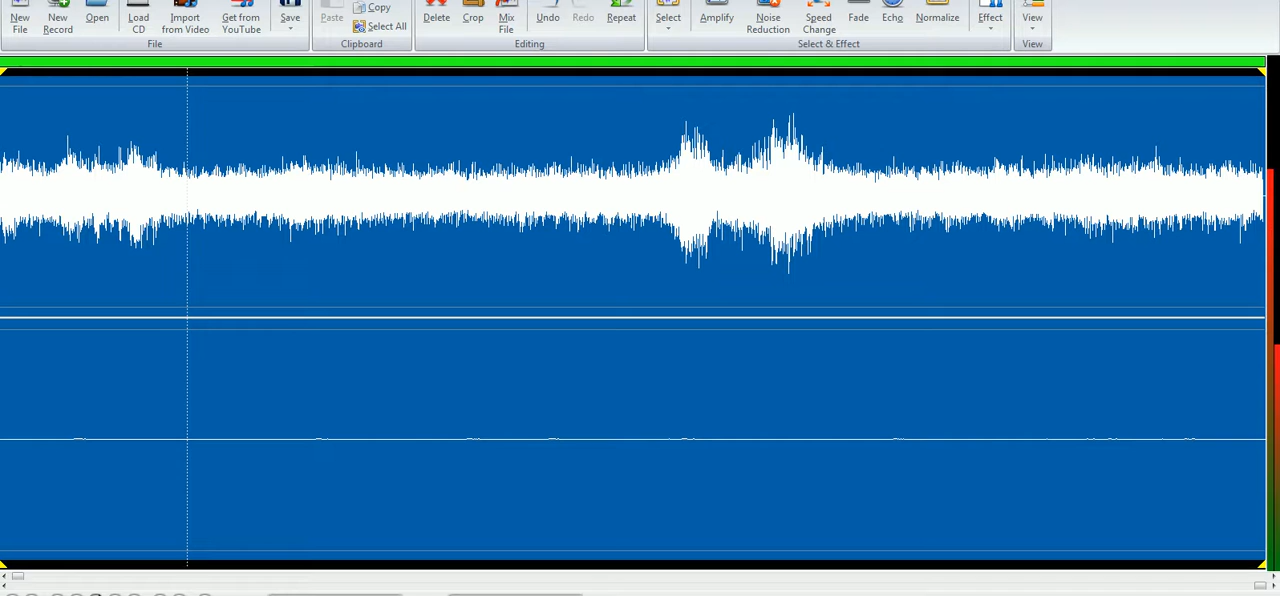 New File
New Record
Open
Load CD
Import from Video
Get from YouTube
Save
Paste
Copy
Select All
Delete
Crop
Mix File
Undo
Redo
Repeat
Select
Amplify
Noise Reduction
Speed Change
Fade
Echo
Normalize
Effect
View
File
Clipboard
Editing
Select & Effect
View